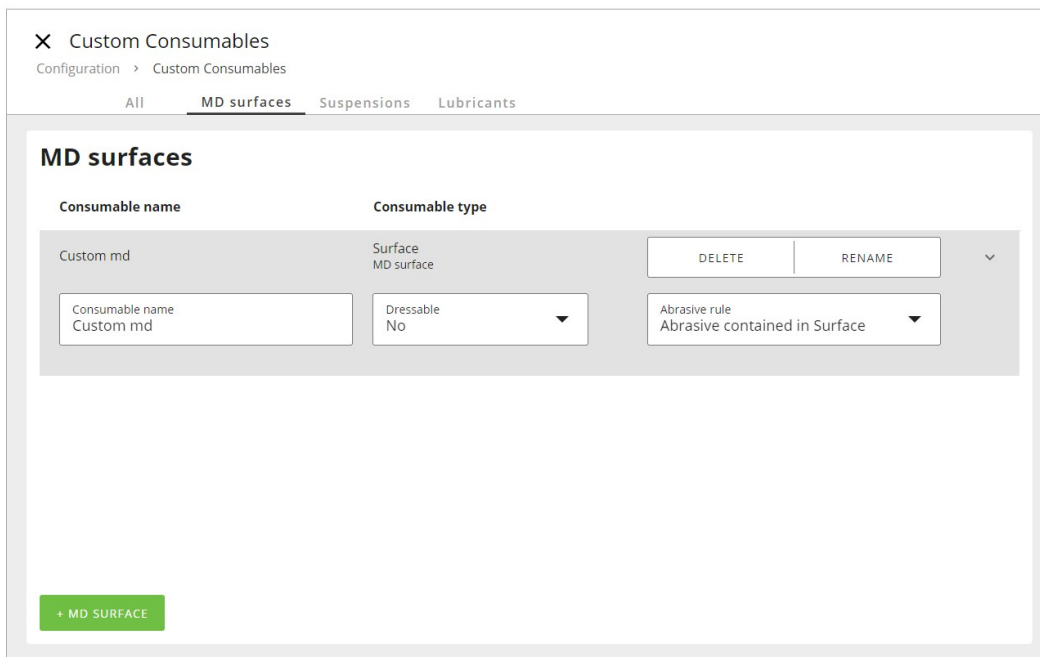 Custom Consumables
Configuration > Custom Consumables
All MD surfaces Suspensions Lubricants
MD surfaces
Consumable name Consumable type
Custom md Surface DELETE RENAME
MD surface
Consumable name Dressable Abrasive rule
Custom md No Abrasive contained in Surface
+ MD SURFACE